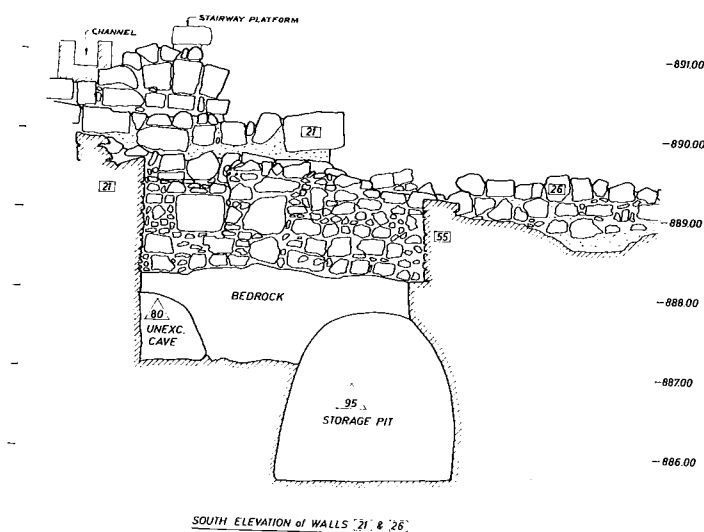 STAIRWAY PLATFORM
CHANNEL
-891.00
21
-890.00
21
26
-889.00
55
BEDROCK
-888.00
80
UNEXC.
CAVE
-887.00
95
STORAGE PIT
-886.00
SOUTH ELEVATION of WALLS 21 & 26